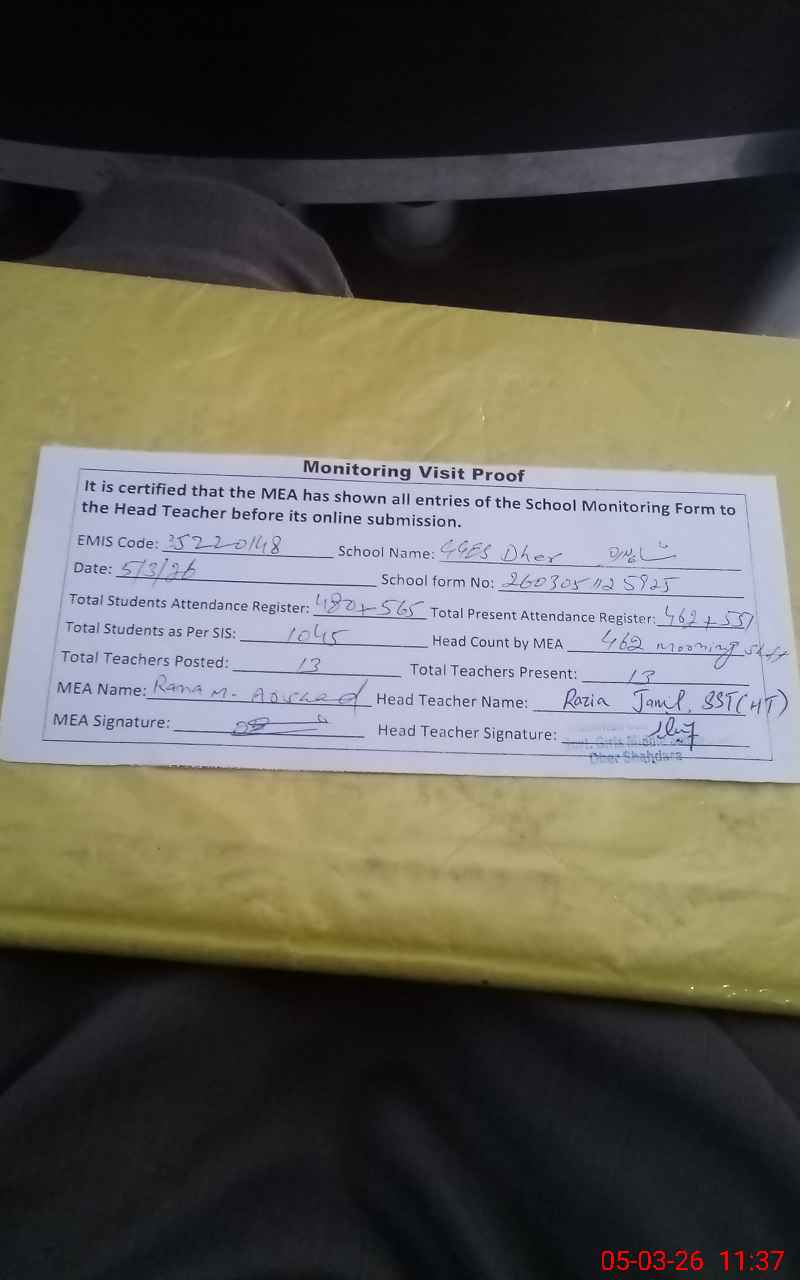 Monitoring Visit Proof
It is certified that the MEA has shown all entries of the School Monitoring Form to
the Head Teacher before its online submission.
EMIS Code: 35220148 School Name: GGES Dher
Date: 5/3/26 School form No: 2603051125925
Total Students Attendance Register: 480+565 Total Present Attendance Register: 462+551
Total Students as Per SIS: 1045 Head Count by MEA 462 morning shift
Total Teachers Posted: 13 Total Teachers Present: 13
MEA Name: Rana M. Head Teacher Name: Razia Jamil, SST(HT)
MEA Signature: Head Teacher Signature:
Dher Shahdara
05-03-26 11:37